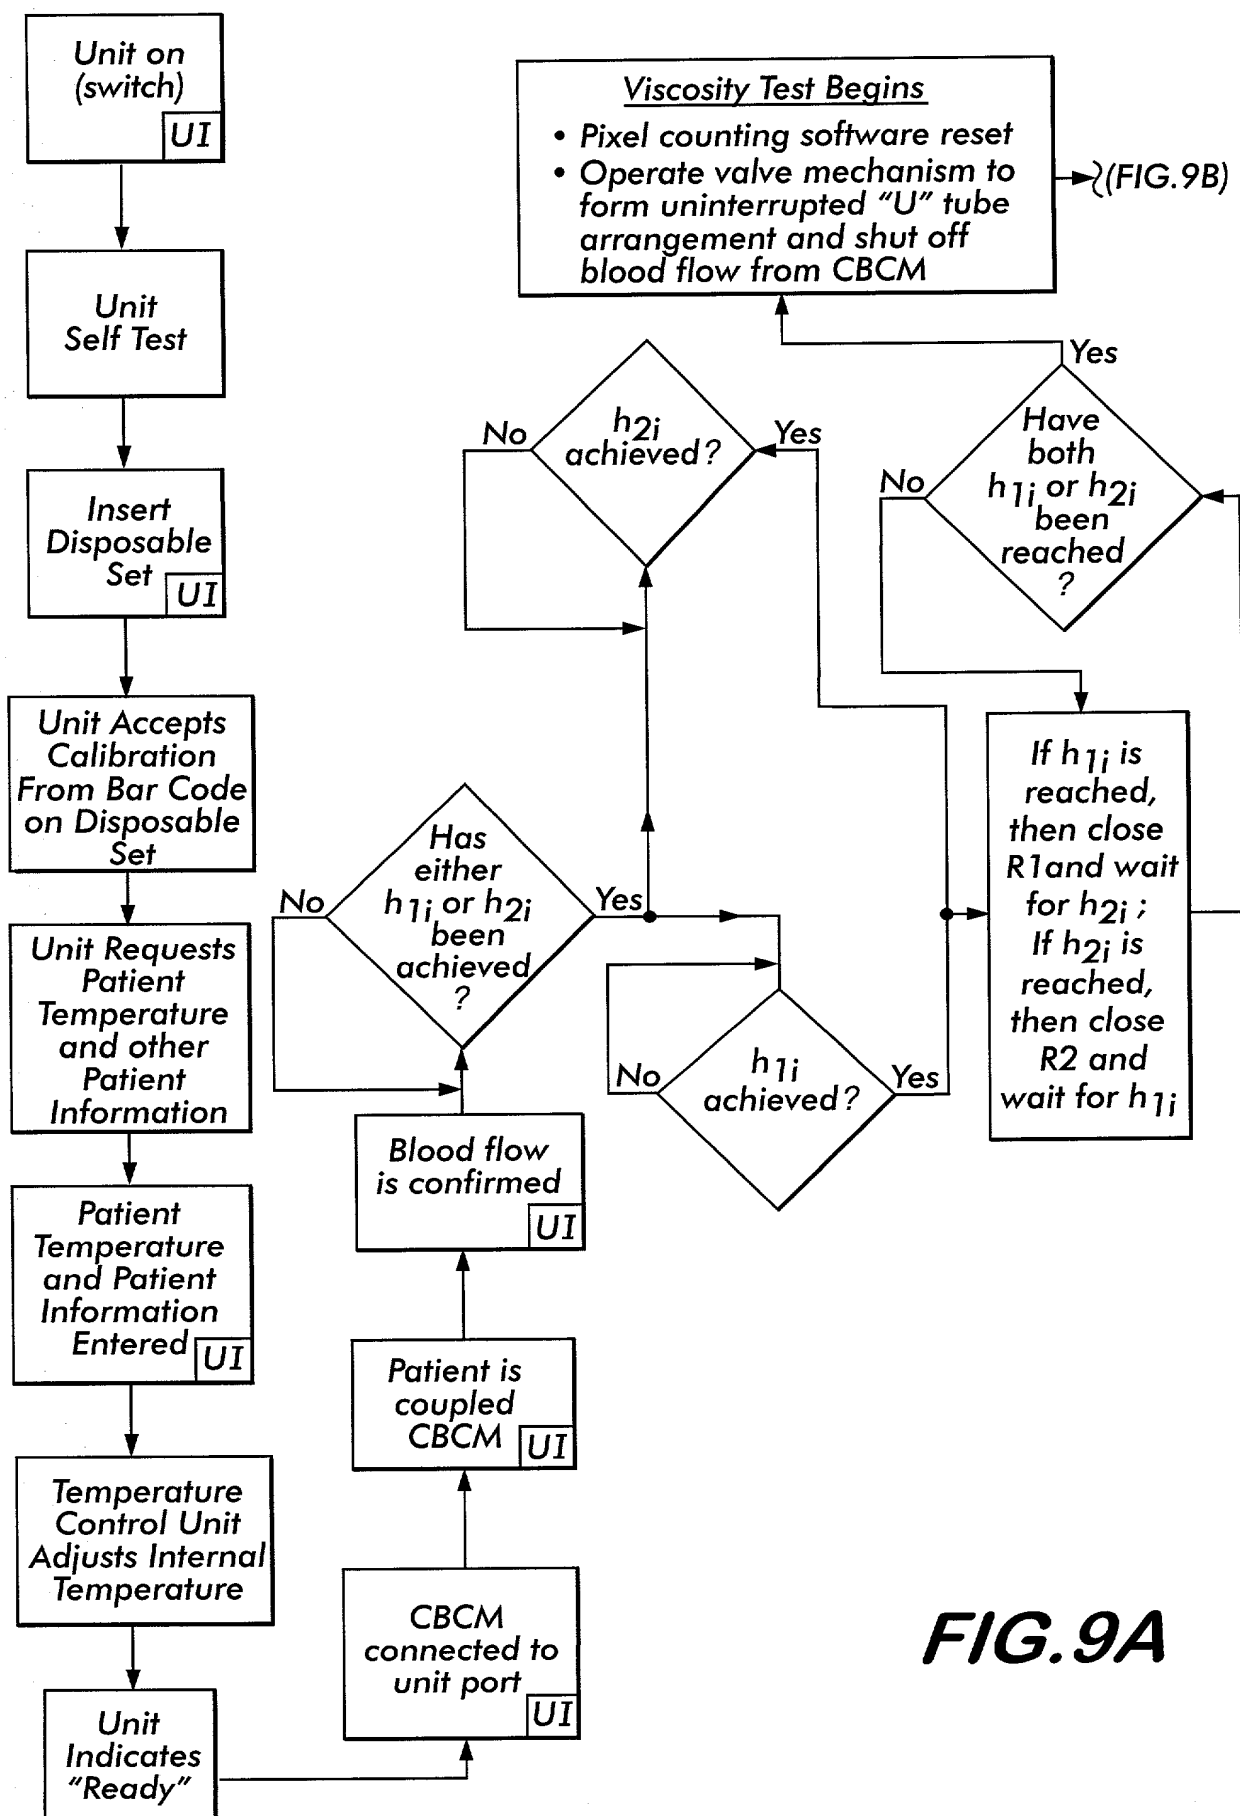 Unit on
(switch)
UI
Unit
Self Test
Insert
Disposable
Set
UI
Unit Accepts
Calibration
From Bar Code
on Disposable
Set
Unit Requests
Patient
Temperature
and other
Patient
Information
Patient
Temperature
and Patient
Information
Entered
UI
Temperature
Control Unit
Adjusts Internal
Temperature
Unit
Indicates
"Ready"
CBCM
connected to
unit port
UI
Patient is
coupled
CBCM
UI
Blood flow
is confirmed
UI
Has
either
h1i or h2i
been
achieved
?
No
Yes
h2i
achieved?
No
Yes
h1i
achieved?
No
Yes
If h1i is
reached,
then close
R1 and wait
for h2i;
If h2i is
reached,
then close
R2 and
wait for h1i
Have
both
h1i or h2i
been
reached
?
No
Yes
Viscosity Test Begins
• Pixel counting software reset
• Operate valve mechanism to
form uninterrupted "U" tube
arrangement and shut off
blood flow from CBCM
(FIG.9B)
FIG.9A